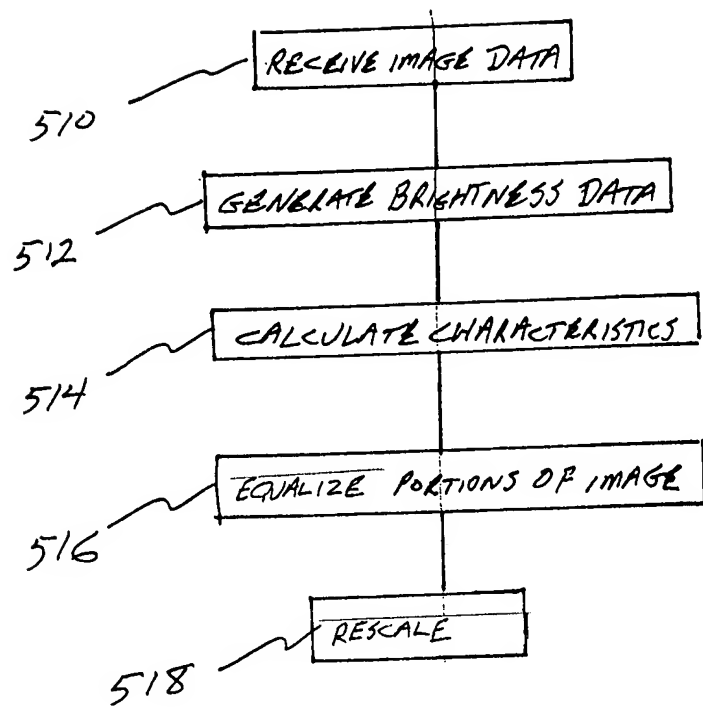 RECEIVE IMAGE DATA
510
GENERATE BRIGHTNESS DATA
512
CALCULATE CHARACTERISTICS
514
EQUALIZE PORTIONS OF IMAGE
516
RESCALE
518